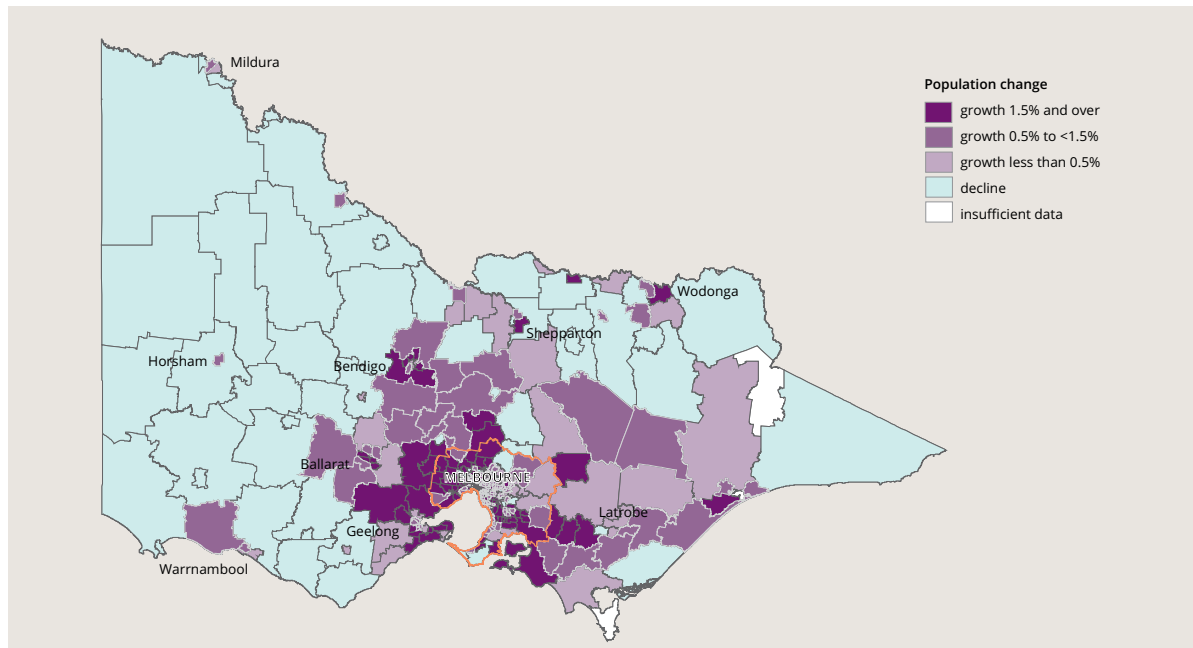 Mildura
Population change
growth 1.5% and over
growth 0.5% to <1.5%
growth less than 0.5%
decline
insufficient data
Wodonga
Shepparton
Horsham
Bendigo
Ballarat
MELBOURNE
Latrobe
Geelong
Warrnambool